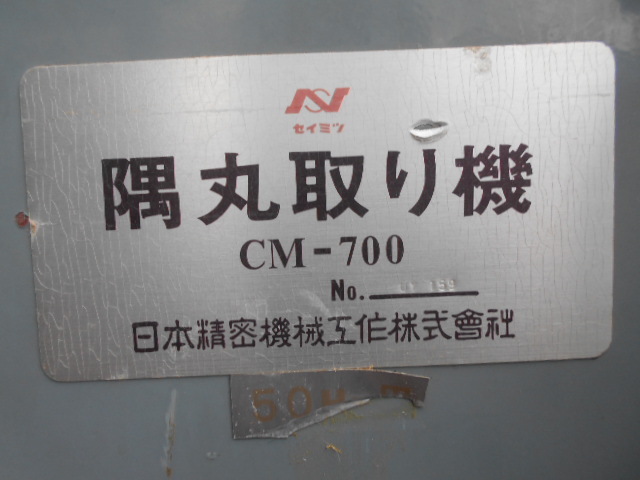 セイミツ
隅丸取り機
CM-700
No.
日本精密機械工作株式會社